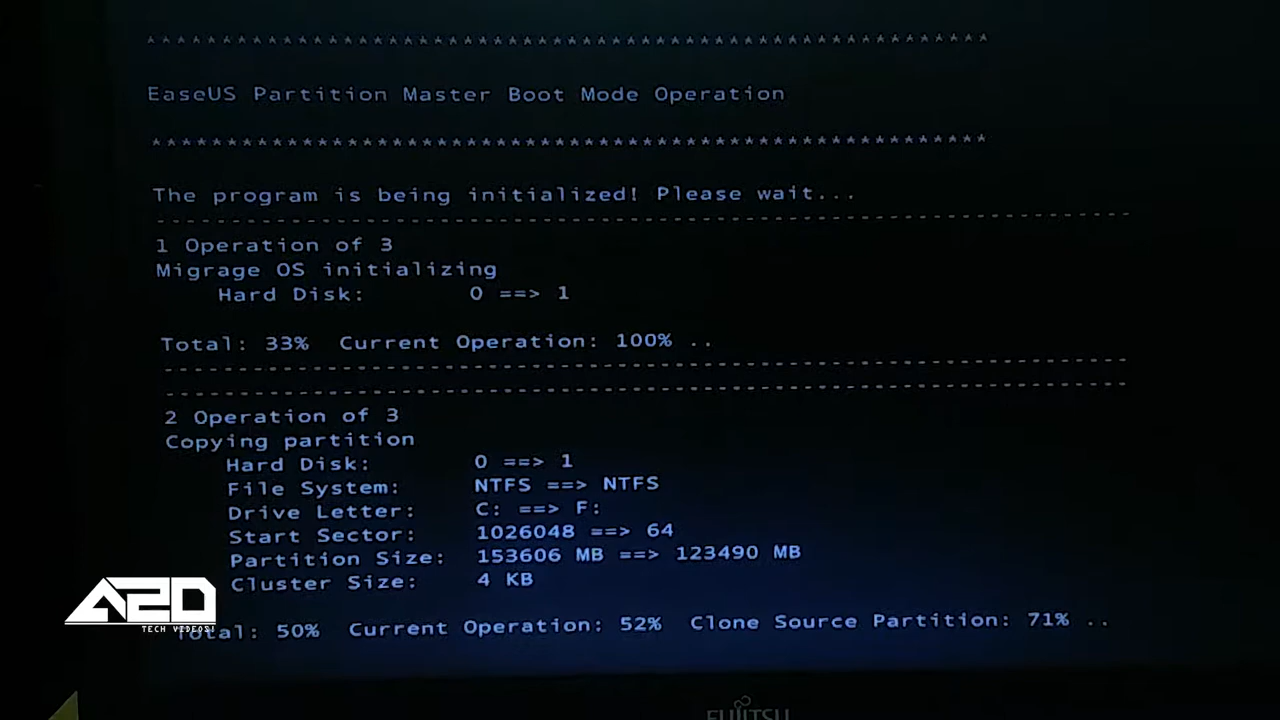 * * * * * * * * * * * * * * * * * * * * * * * * * * * * * * * * * * * * * * * * * * * * * * * * * * * * * * * * *
EaseUS Partition Master Boot Mode Operation
* * * * * * * * * * * * * * * * * * * * * * * * * * * * * * * * * * * * * * * * * * * * * * * * * * * * * * * * *
The program is being initialized! Please wait...
--------------------------------------------------------------------------------
1 Operation of 3
Migrage OS initializing
Hard Disk: 0 ==> 1
Total: 33% Current Operation: 100% ..
--------------------------------------------------------------------------------
--------------------------------------------------------------------------------
2 Operation of 3
Copying partition
Hard Disk: 0 ==> 1
File System: NTFS ==> NTFS
Drive Letter: C: ==> F:
Start Sector: 1026048 ==> 64
Partition Size: 153606 MB ==> 123490 MB
Cluster Size: 4 KB
A2D
TECH VIDEOS!
Total: 50% Current Operation: 52% Clone Source Partition: 71% ..
FUJITSU